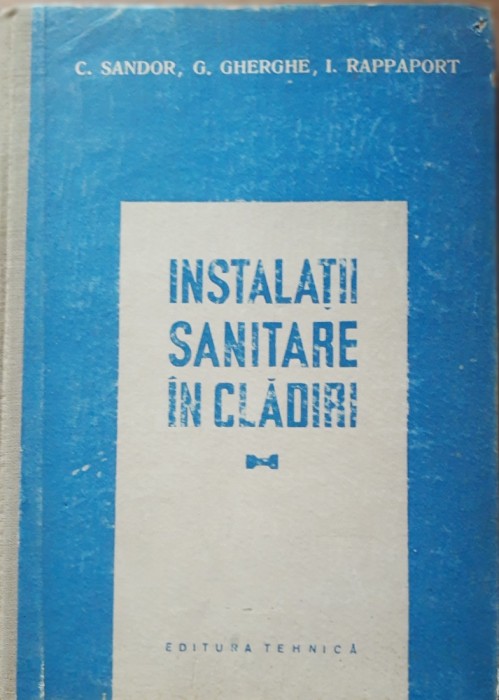 C. SANDOR, G. GHERGHE, I. RAPPAPORT
INSTALAȚII
SANITARE
ÎN CLĂDIRI
EDITURA TEHNICĂ